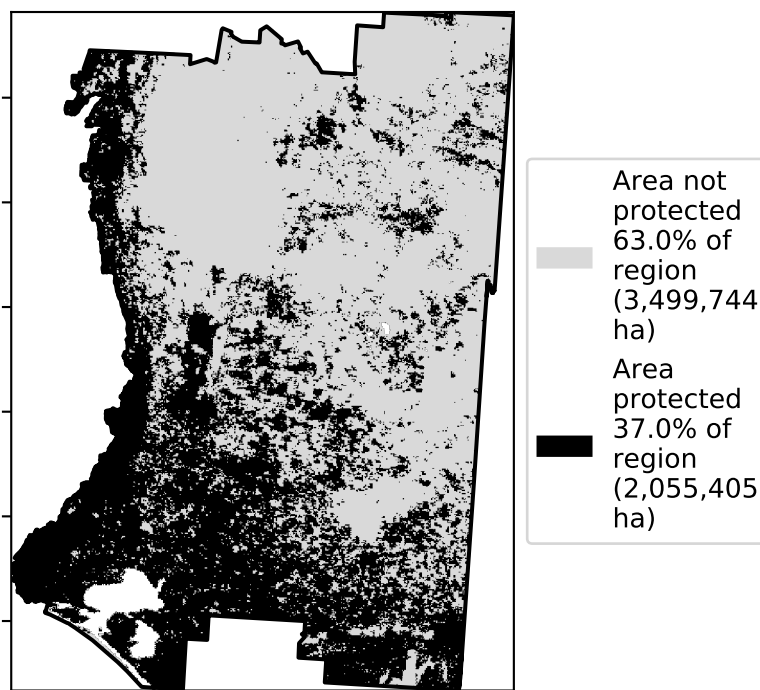 Area not
protected
63.0% of
region
(3,499,744
ha)
Area
protected
37.0% of
region
(2,055,405
ha)